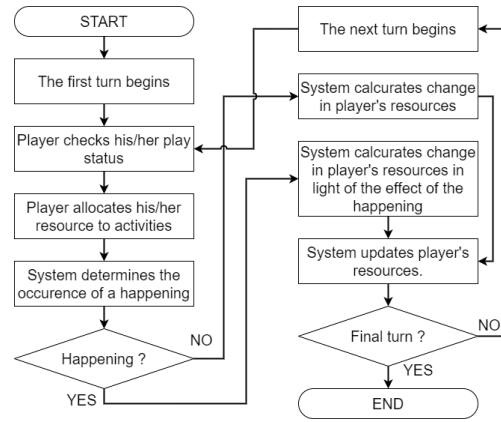 START
The first turn begins
Player checks his/her play
status
Player allocates his/her
resource to activities
System determines the
occurence of a happening
Happening ?
NO
YES
The next turn begins
System calcurates change
in player's resources
System calcurates change
in player's resources in
light of the effect of the
happening
System updates player's
resources.
Final turn ?
NO
YES
END